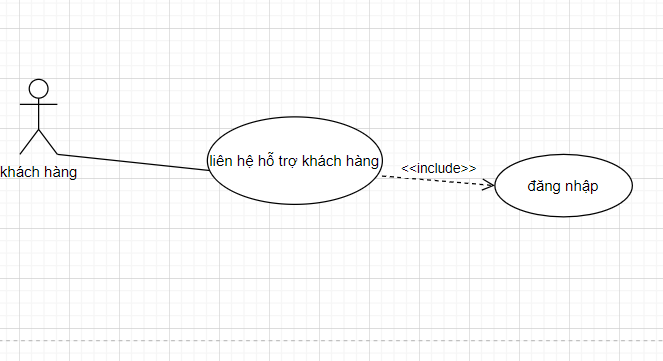 khách hàng
liên hệ hỗ trợ khách hàng
<<include>>
đăng nhập